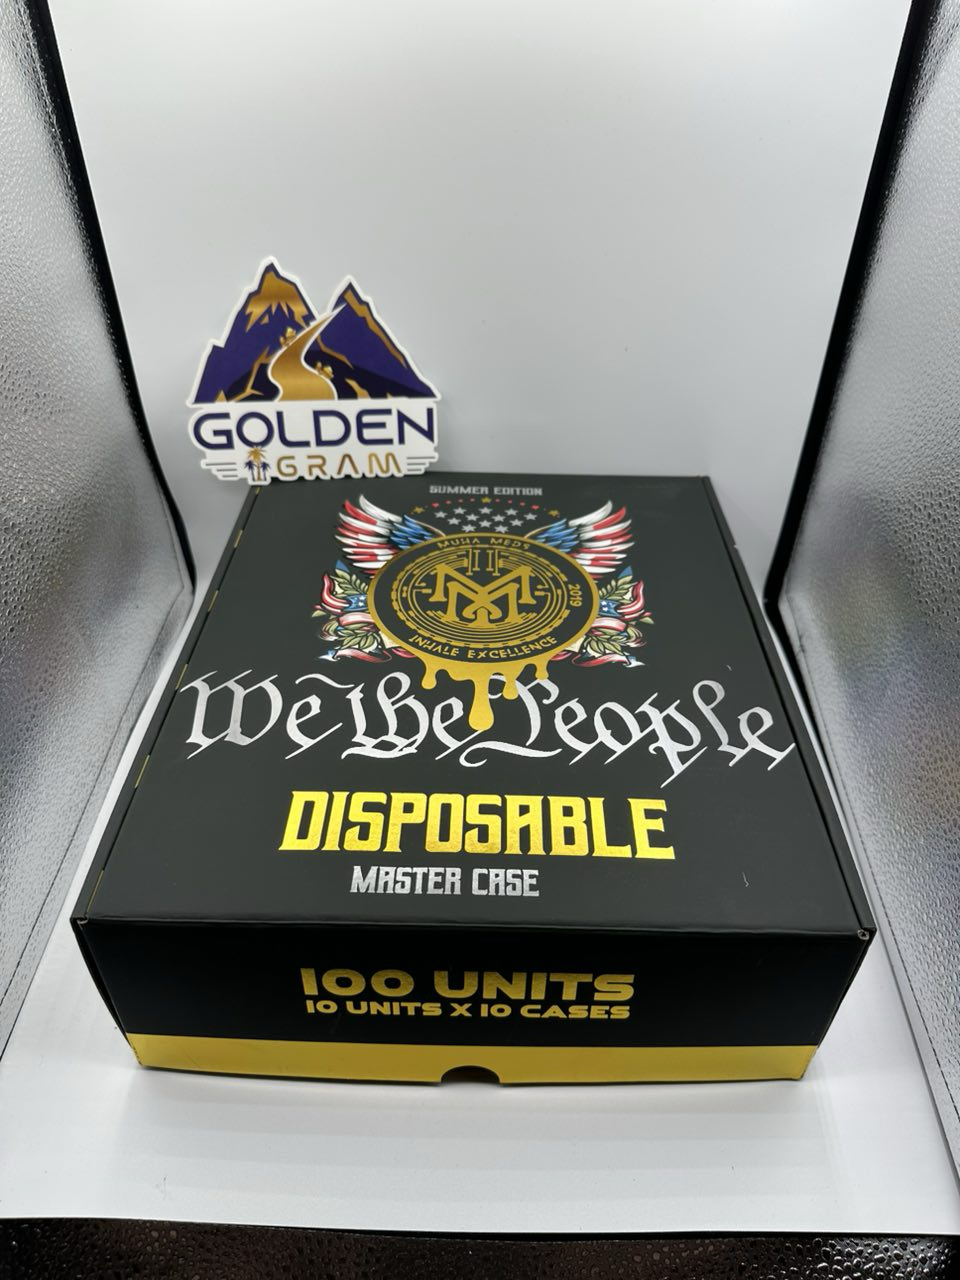 GOLDEN
GRAM
SUMMER EDITION
MUHA MEDS
2019
INHALE EXCELLENCE
We the People
DISPOSABLE
MASTER CASE
100 UNITS
10 UNITS X 10 CASES